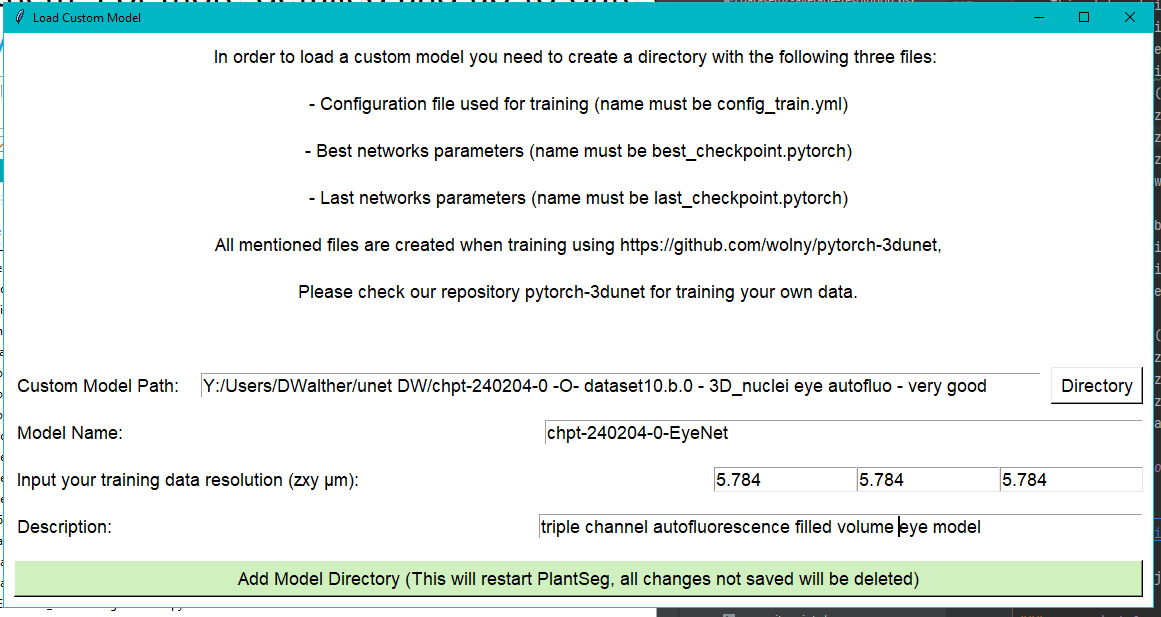 Load Custom Model
In order to load a custom model you need to create a directory with the following three files:
- Configuration file used for training (name must be config_train.yml)
- Best networks parameters (name must be best_checkpoint.pytorch)
- Last networks parameters (name must be last_checkpoint.pytorch)
All mentioned files are created when training using https://github.com/wolny/pytorch-3dunet,
Please check our repository pytorch-3dunet for training your own data.
Custom Model Path: Y:/Users/DWalther/unet DW/chpt-240204-0 -O- dataset10.b.0 - 3D_nuclei eye autofluo - very good Directory
Model Name: chpt-240204-0-EyeNet
Input your training data resolution (zxy µm): 5.784 5.784 5.784
Description: triple channel autofluorescence filled volume eye model
Add Model Directory (This will restart PlantSeg, all changes not saved will be deleted)